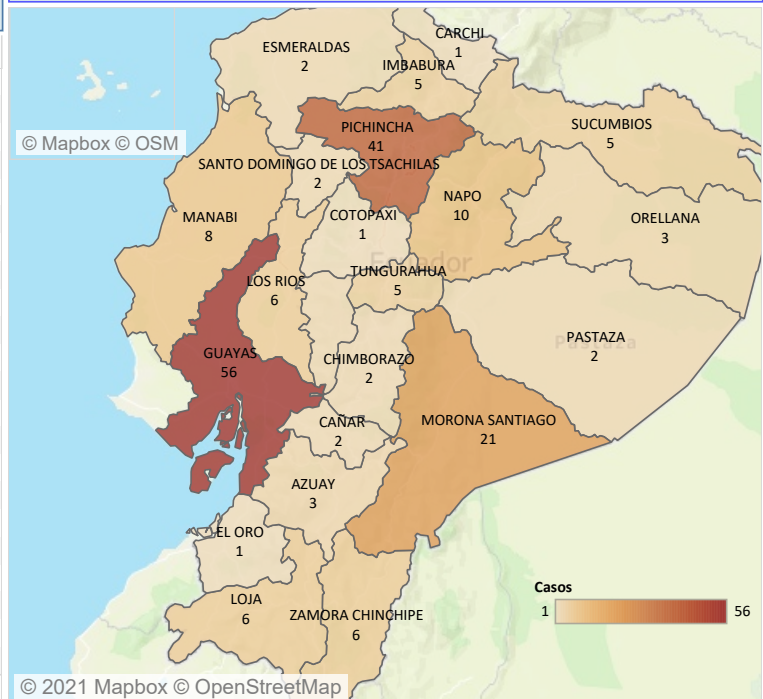 CARCHI
1
ESMERALDAS
2
IMBABURA
5
© Mapbox © OSM
PICHINCHA
41
SUCUMBIOS
5
SANTO DOMINGO DE LOS TSACHILAS
2
NAPO
10
MANABI
8
COTOPAXI
1
ORELLANA
3
Ecuador
TUNGURAHUA
5
LOS RIOS
6
PASTAZA
2
Pastaza
GUAYAS
56
CHIMBORAZO
2
MORONA SANTIAGO
21
CAÑAR
2
AZUAY
3
EL ORO
1
Casos
1 56
LOJA
6
ZAMORA CHINCHIPE
6
© 2021 Mapbox © OpenStreetMap